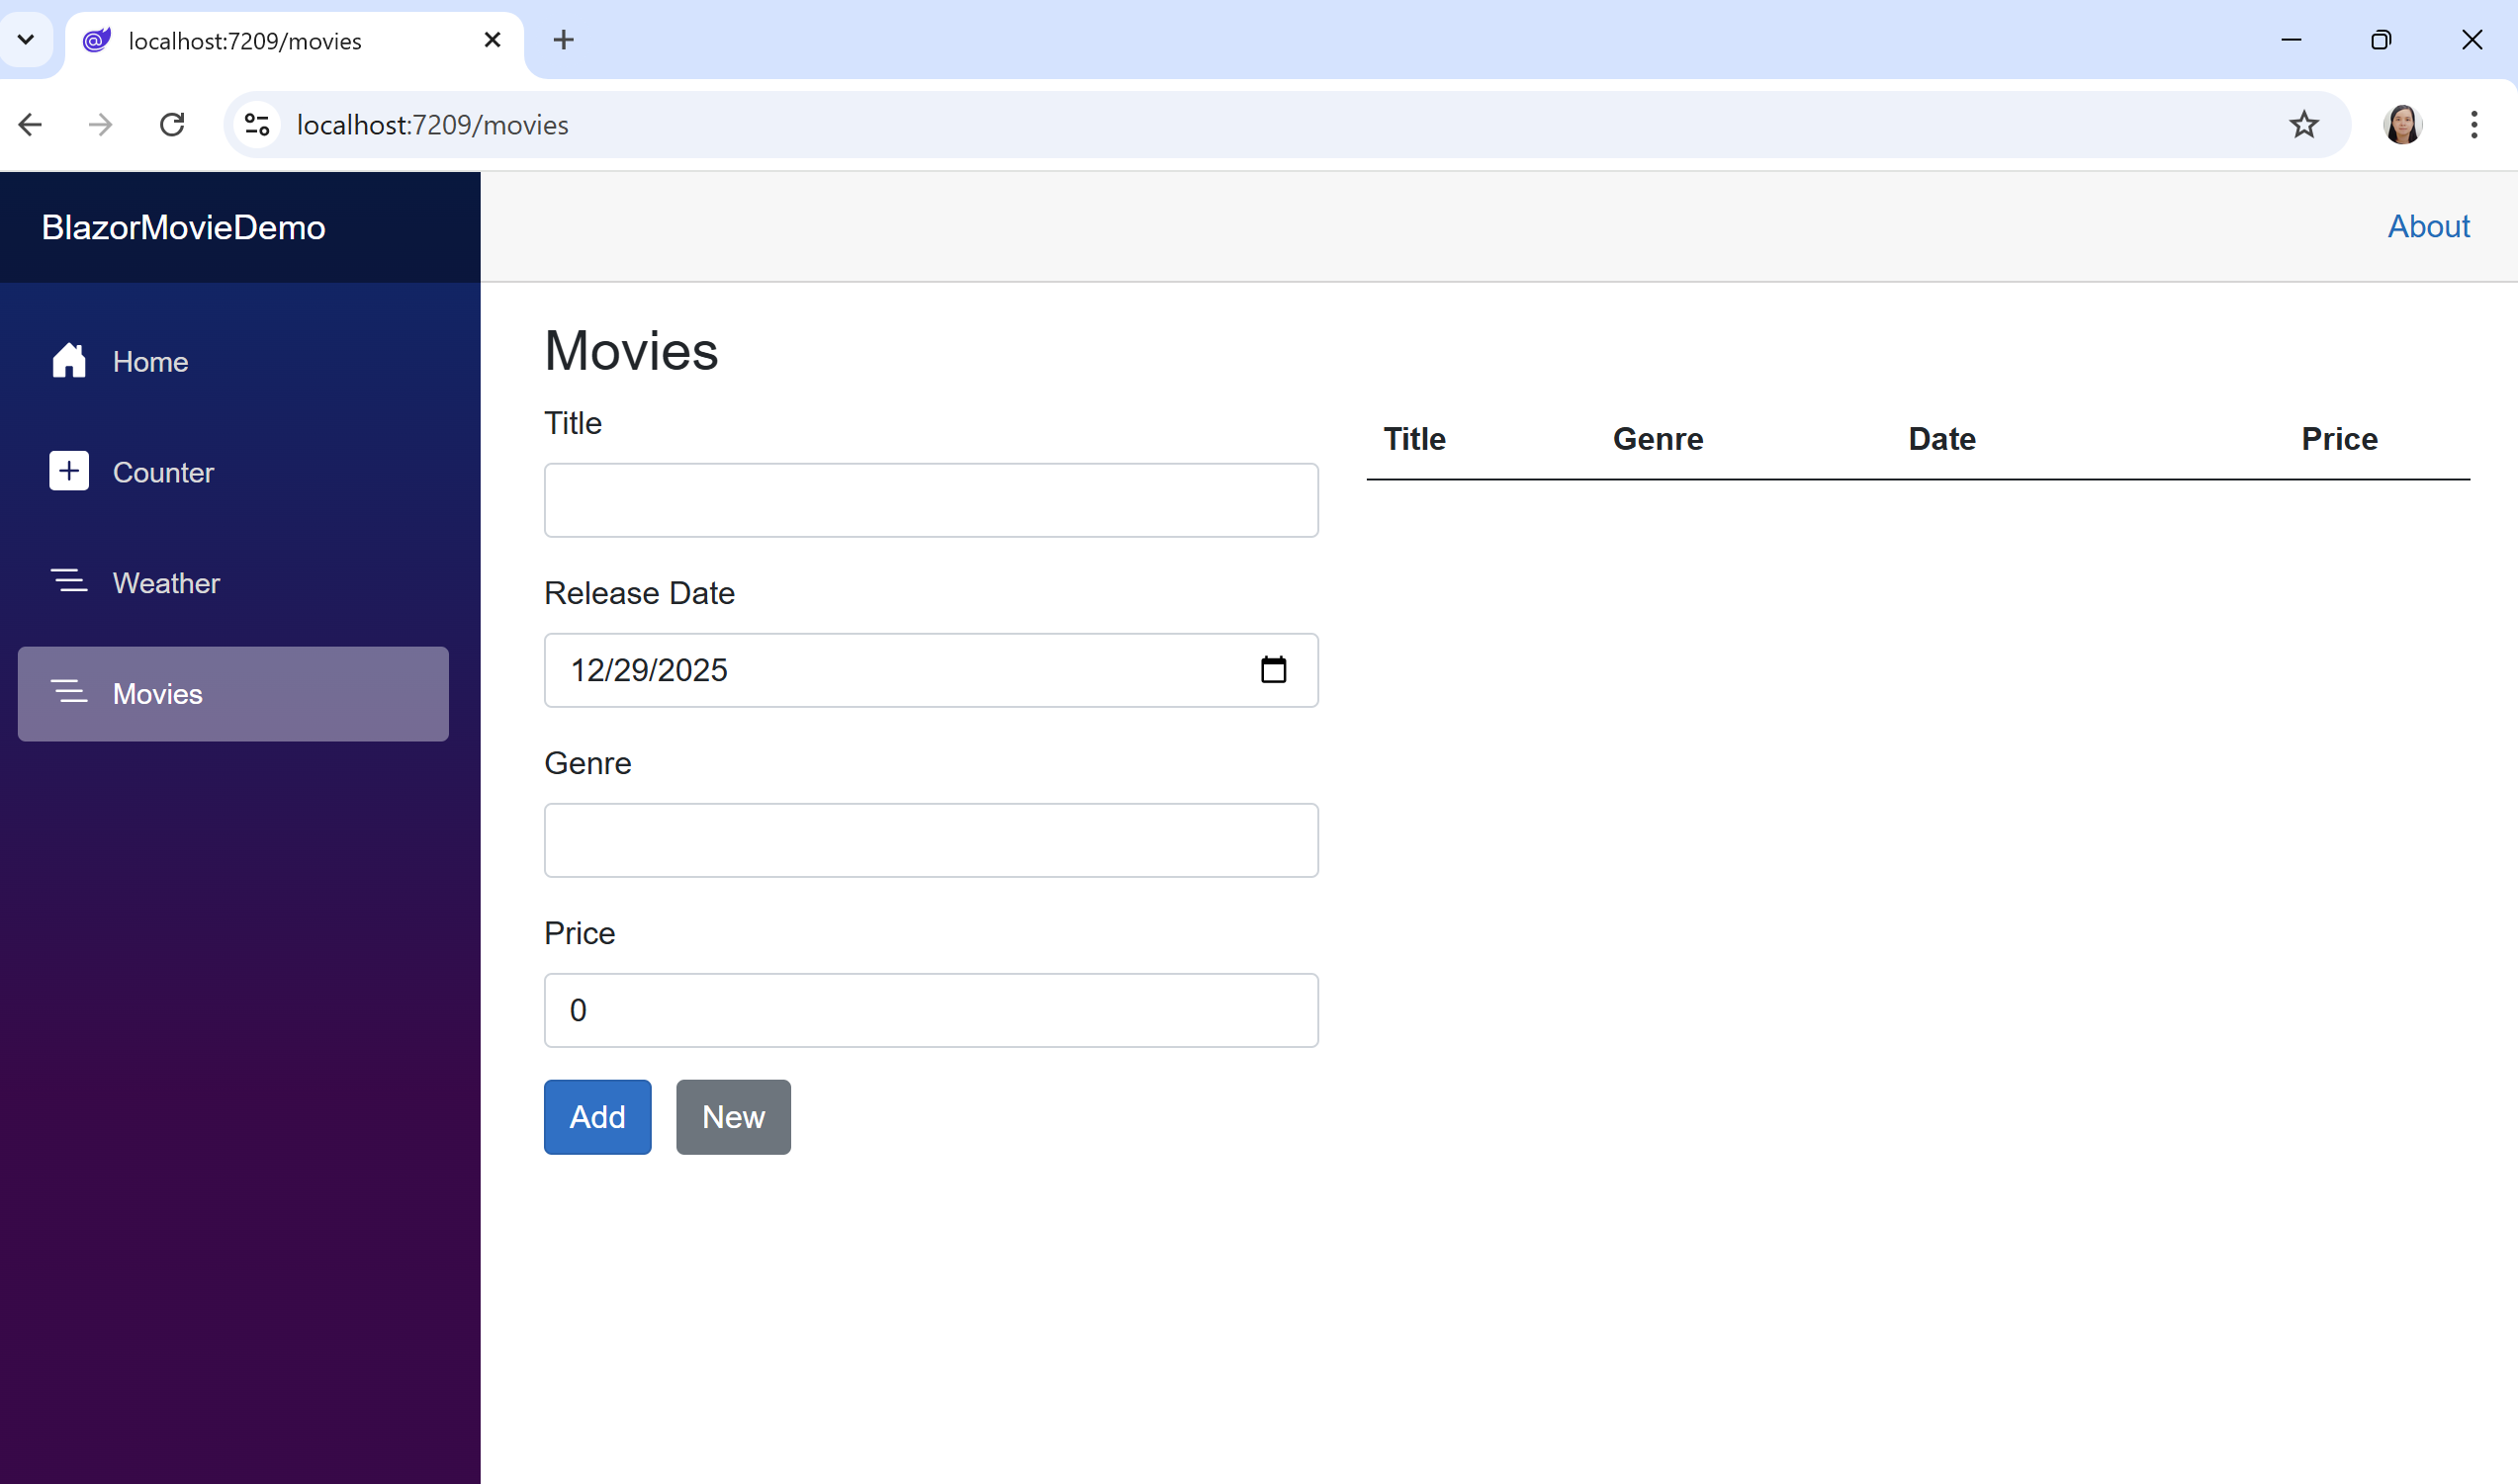 localhost:7209/movies
localhost:7209/movies
BlazorMovieDemo
About
Home
Counter
Weather
Movies
Movies
Title
Release Date
12/29/2025
Genre
Price
0
Add New
Title Genre Date Price